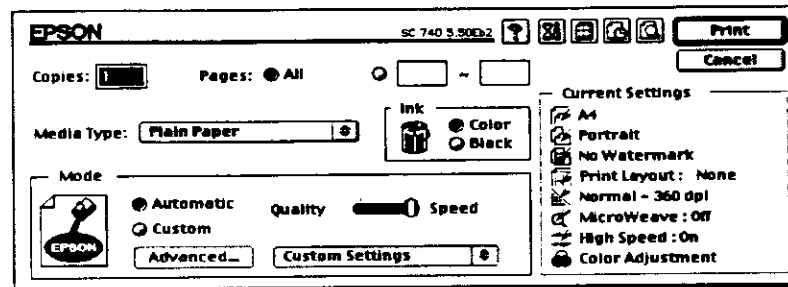 EPSON
SC 740 5.50Eb2
?
Print
Cancel
Copies: 1
Pages: All
~
Media Type: Plain Paper
Ink
Color
Black
Mode
EPSON
Automatic
Custom
Quality
Speed
Advanced...
Custom Settings
Current Settings
A4
Portrait
No Watermark
Print Layout : None
Normal - 360 dpi
MicroWeave : Off
High Speed : On
Color Adjustment